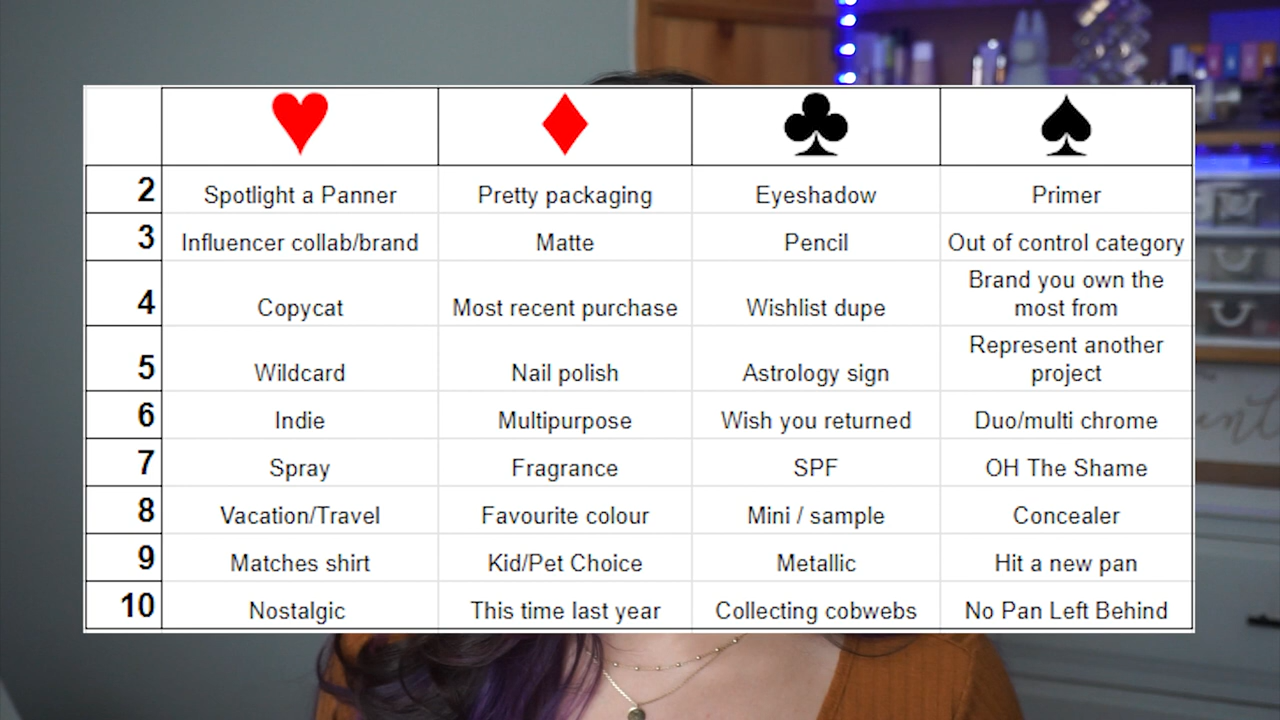 2 Spotlight a Panner Pretty packaging Eyeshadow Primer
3 Influencer collab/brand Matte Pencil Out of control category
Brand you own the
4 Copycat Most recent purchase Wishlist dupe most from
Represent another
5 Wildcard Nail polish Astrology sign project
6 Indie Multipurpose Wish you returned Duo/multi chrome
7 Spray Fragrance SPF OH The Shame
8 Vacation/Travel Favourite colour Mini / sample Concealer
9 Matches shirt Kid/Pet Choice Metallic Hit a new pan
10 Nostalgic This time last year Collecting cobwebs No Pan Left Behind